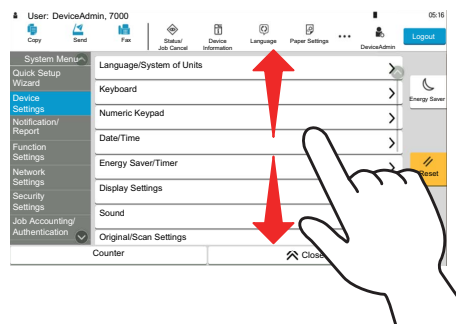 User: DeviceAdmin, 7000
05:16
Copy
Send
Fax
Status/
Job Cancel
Device
Information
Language
Paper Settings
DeviceAdmin
Logout
System Menu
Quick Setup
Wizard
Device
Settings
Notification/
Report
Function
Settings
Network
Settings
Security
Settings
Job Accounting/
Authentication
Language/System of Units
Keyboard
Numeric Keypad
Date/Time
Energy Saver/Timer
Display Settings
Sound
Original/Scan Settings
Energy Saver
Reset
Counter
Close